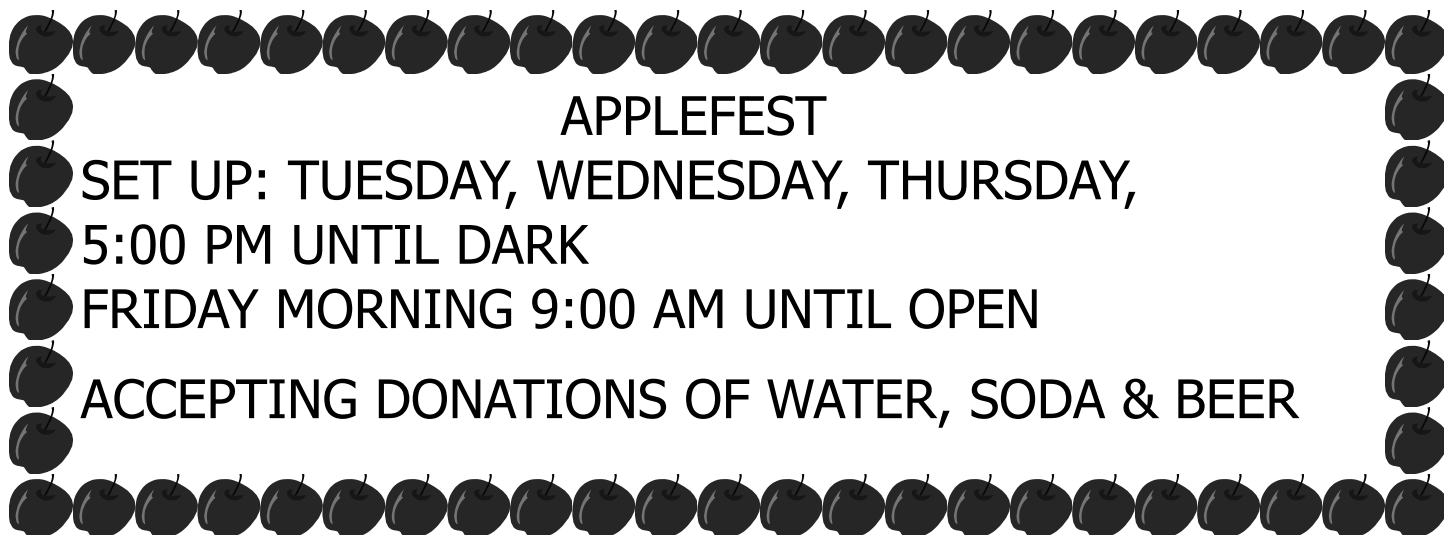 APPLEFEST
SET UP: TUESDAY, WEDNESDAY, THURSDAY,
5:00 PM UNTIL DARK
FRIDAY MORNING 9:00 AM UNTIL OPEN
ACCEPTING DONATIONS OF WATER, SODA & BEER